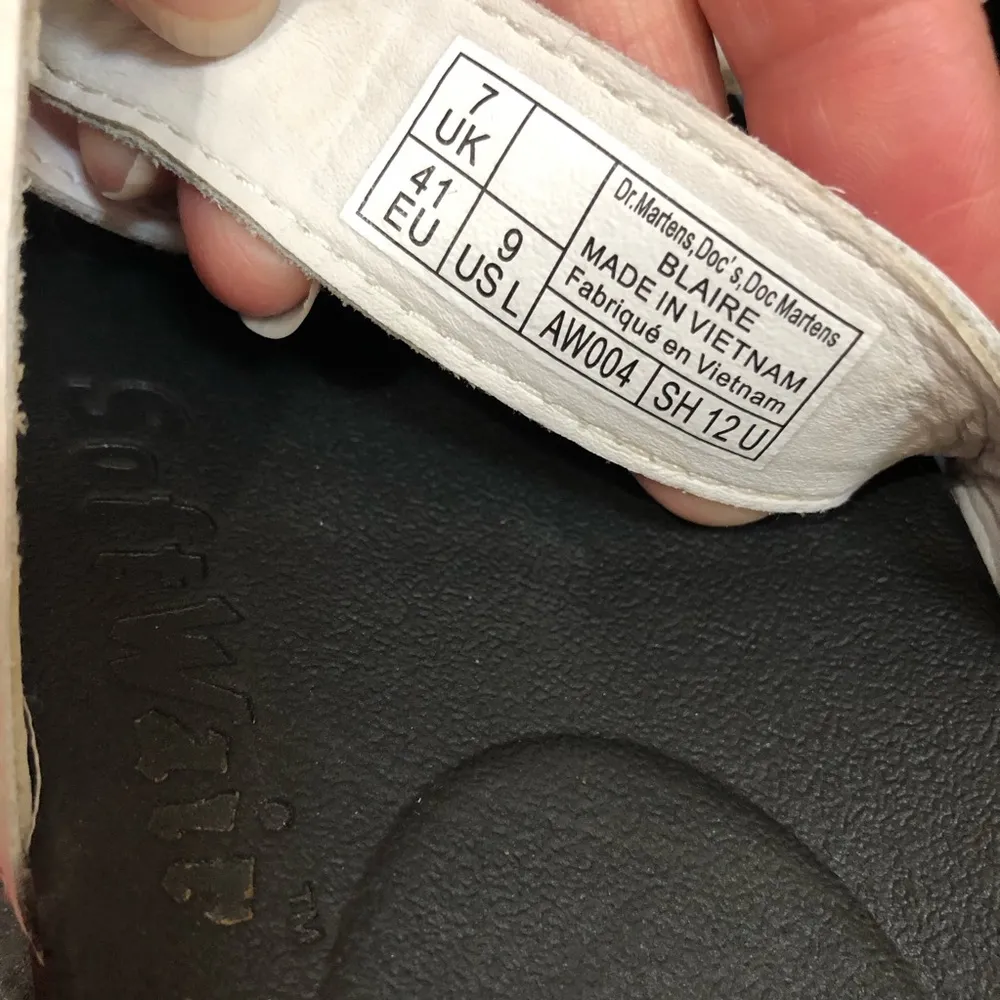 7
UK
41
EU
9
US L
Dr.Martens,Doc's,Doc Martens
BLAIRE
MADE IN VIETNAM
Fabriqué en Vietnam
AW004
SH 12 U
SoftWair™